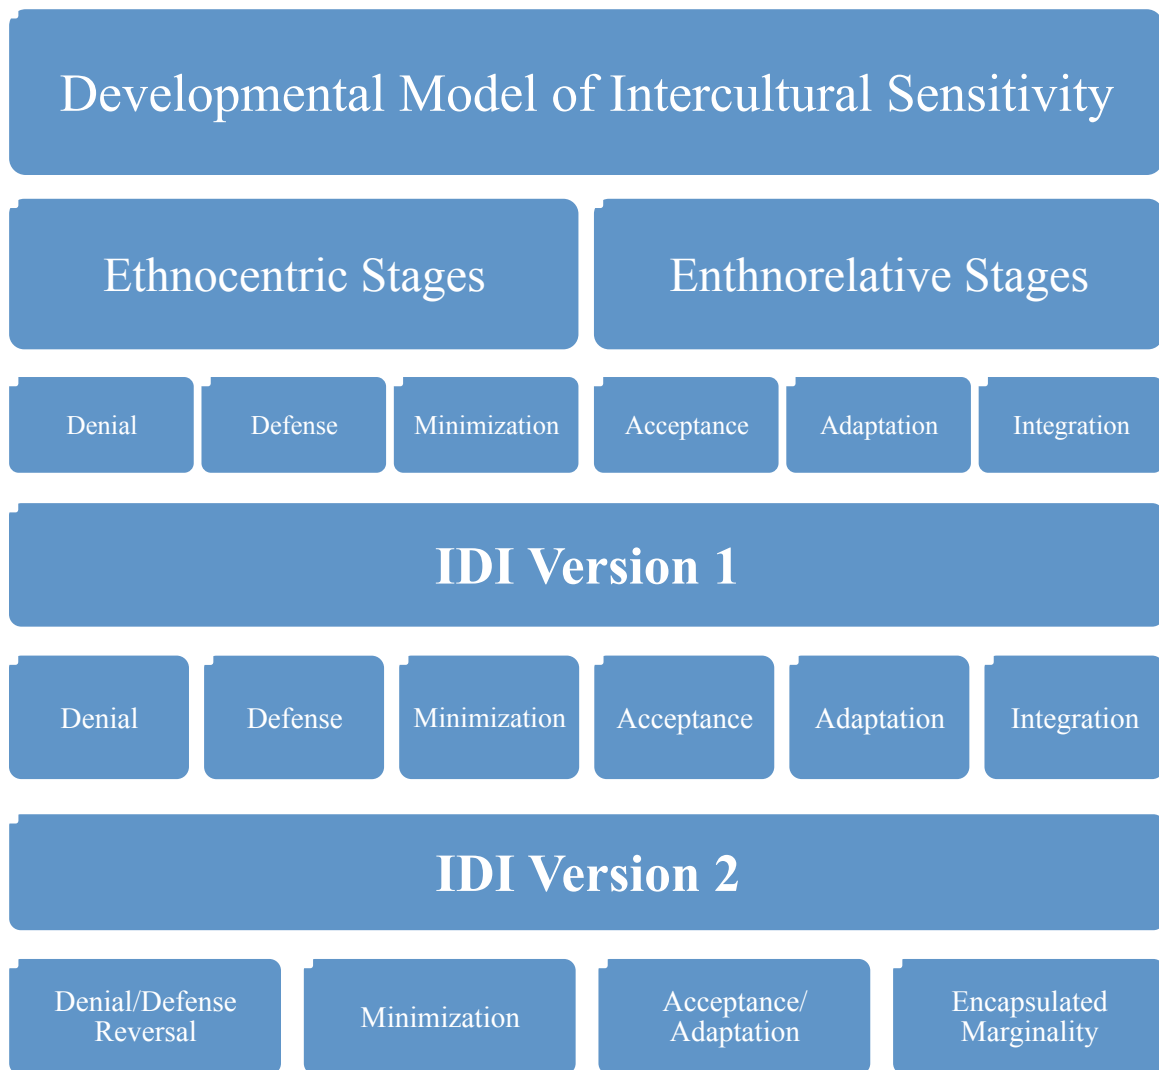 Developmental Model of Intercultural Sensitivity
Ethnocentric Stages
Enthnorelative Stages
Denial
Defense
Minimization
Acceptance
Adaptation
Integration
IDI Version 1
Denial
Defense
Minimization
Acceptance
Adaptation
Integration
IDI Version 2
Denial/Defense
Reversal
Minimization
Acceptance/
Adaptation
Encapsulated
Marginality